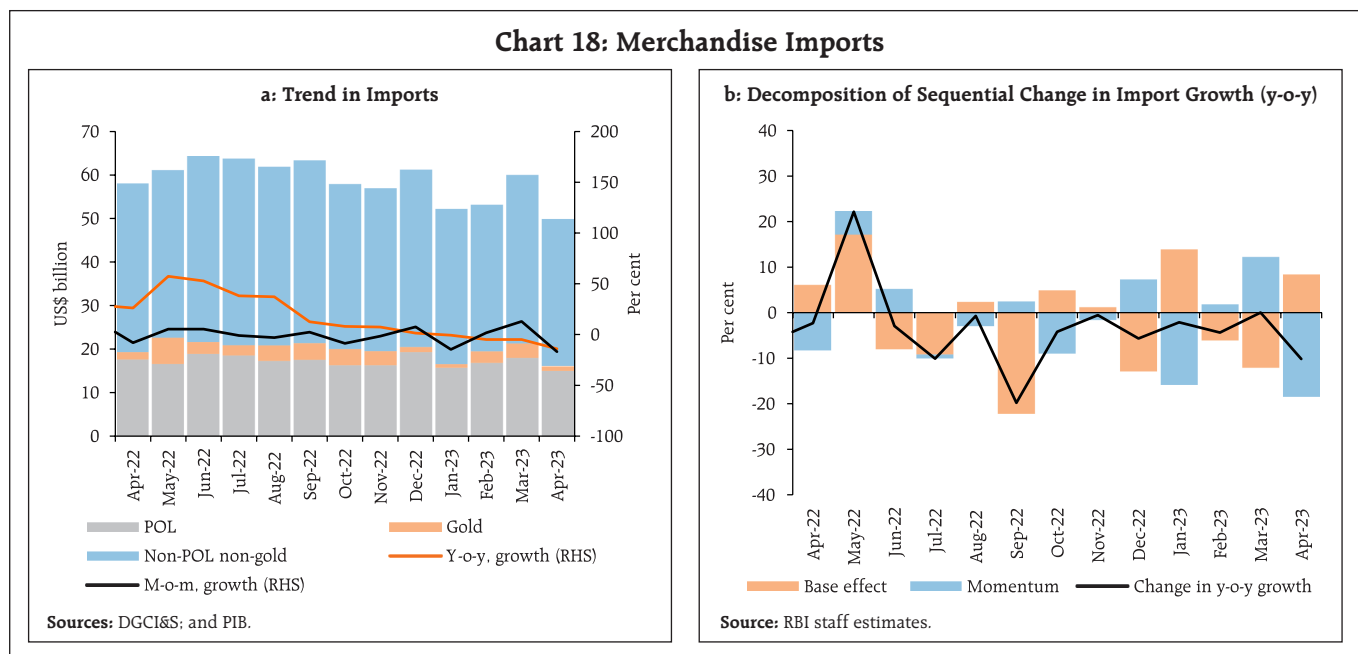 Chart 18: Merchandise Imports
a: Trend in Imports
70
60
50
40
30
20
10
0
US$ billion
200
150
100
50
0
-50
-100
Per cent
Apr-22
May-22
Jun-22
Jul-22
Aug-22
Sep-22
Oct-22
Nov-22
Dec-22
Jan-23
Feb-23
Mar-23
Apr-23
POL
Gold
Non-POL non-gold
Y-o-y, growth (RHS)
M-o-m, growth (RHS)
Sources: DGCI&S; and PIB.
b: Decomposition of Sequential Change in Import Growth (y-o-y)
40
30
20
10
0
-10
-20
-30
-40
Per cent
Apr-22
May-22
Jun-22
Jul-22
Aug-22
Sep-22
Oct-22
Nov-22
Dec-22
Jan-23
Feb-23
Mar-23
Apr-23
Base effect
Momentum
Change in y-o-y growth
Source: RBI staff estimates.